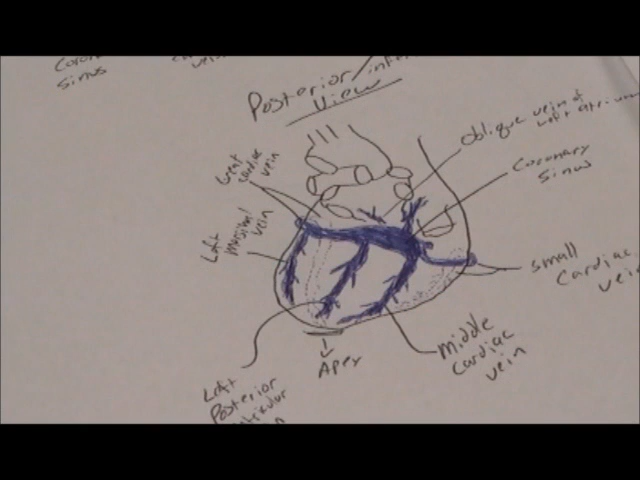 sinus
vein
Posterior/
View
Oblique vein of
Left atrium
Great
cardiac
vein
Coronary
sinus
Left
marginal
vein
small
cardiac
vein
Middle
cardiac
vein
Apex
Left
Posterior